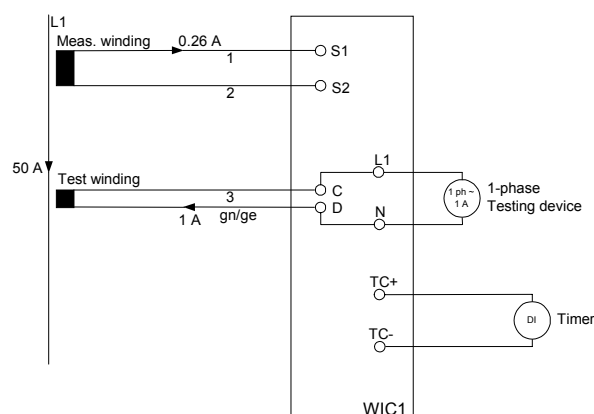 L1
Meas. winding
0.26 A
1
S1
2
S2
50 A
Test winding
3
C
L1
1 ph ~
1 A
1-phase
Testing device
1 A
gn/ge
D
N
TC+
DI
Timer
TC-
WIC1